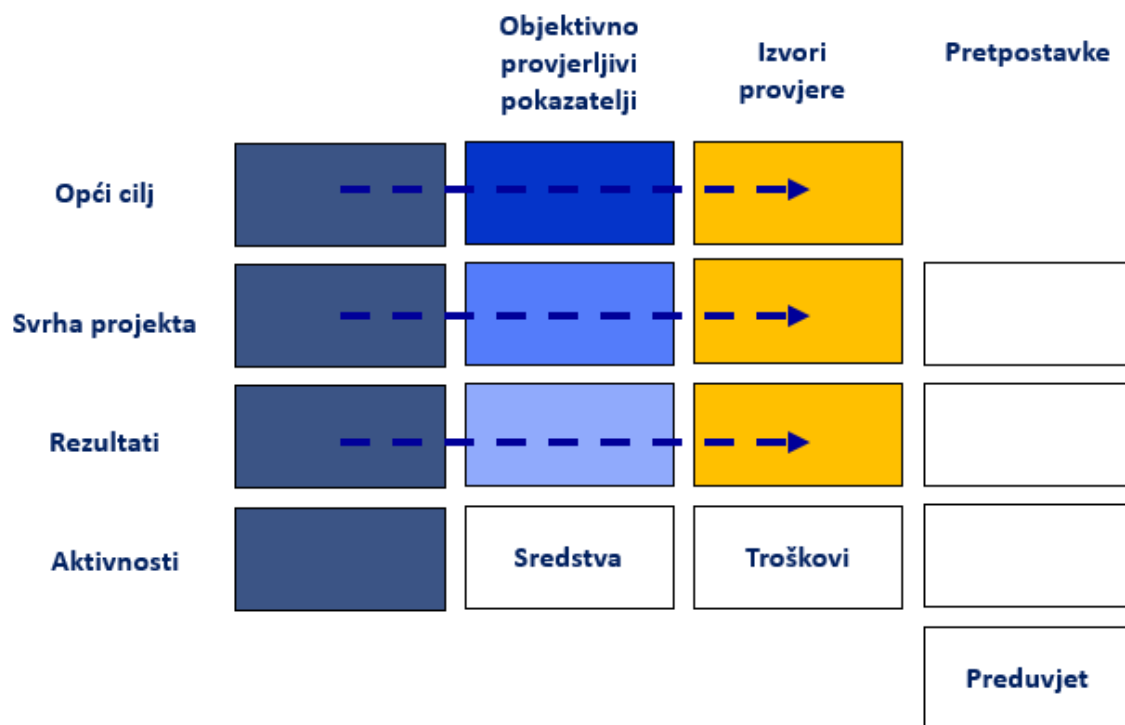 Objektivno
provjerljivi
pokazatelji
Izvori
provjere
Pretpostavke
Opći cilj
Svrha projekta
Rezultati
Aktivnosti
Sredstva
Troškovi
Preduvjet